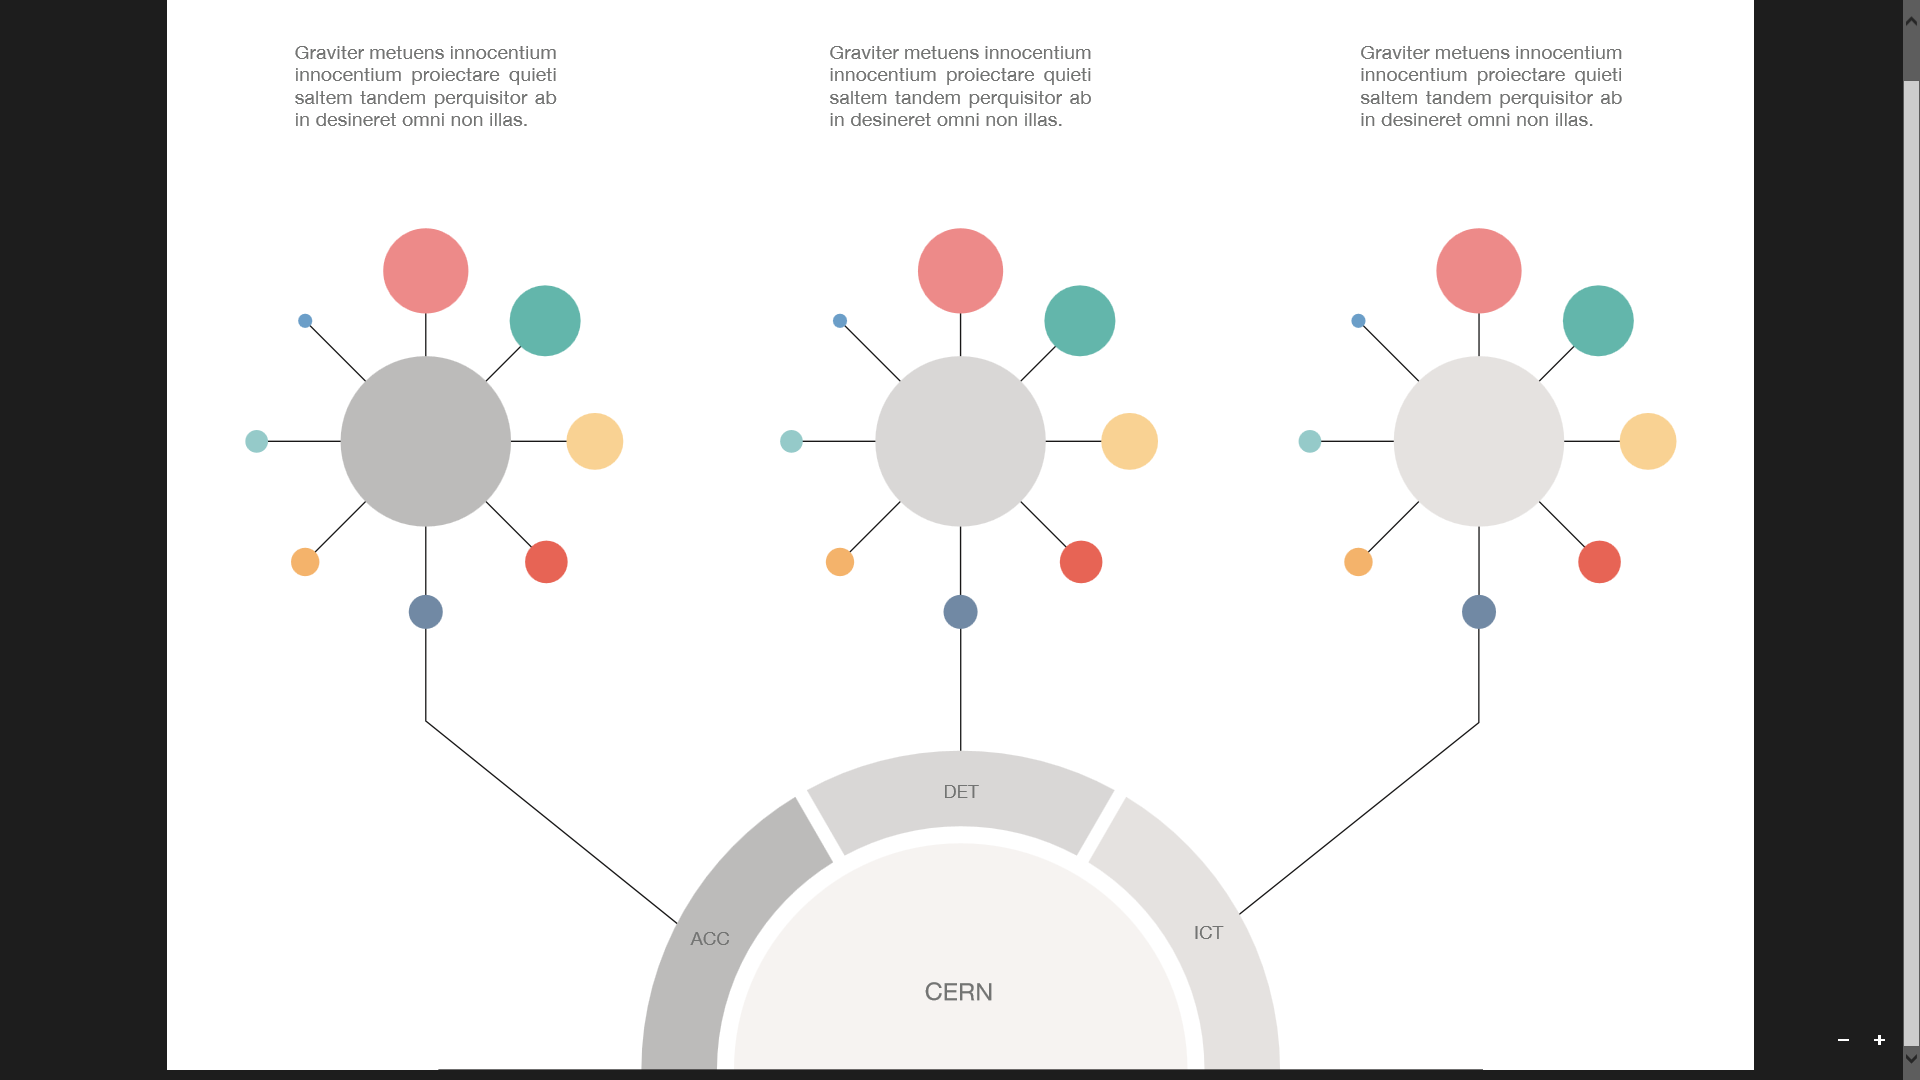 Graviter metuens innocentium
innocentium proiectare quieti
saltem tandem perquisitor ab
in desineret omni non illas.
Graviter metuens innocentium
innocentium proiectare quieti
saltem tandem perquisitor ab
in desineret omni non illas.
Graviter metuens innocentium
innocentium proiectare quieti
saltem tandem perquisitor ab
in desineret omni non illas.
DET
ACC
ICT
CERN